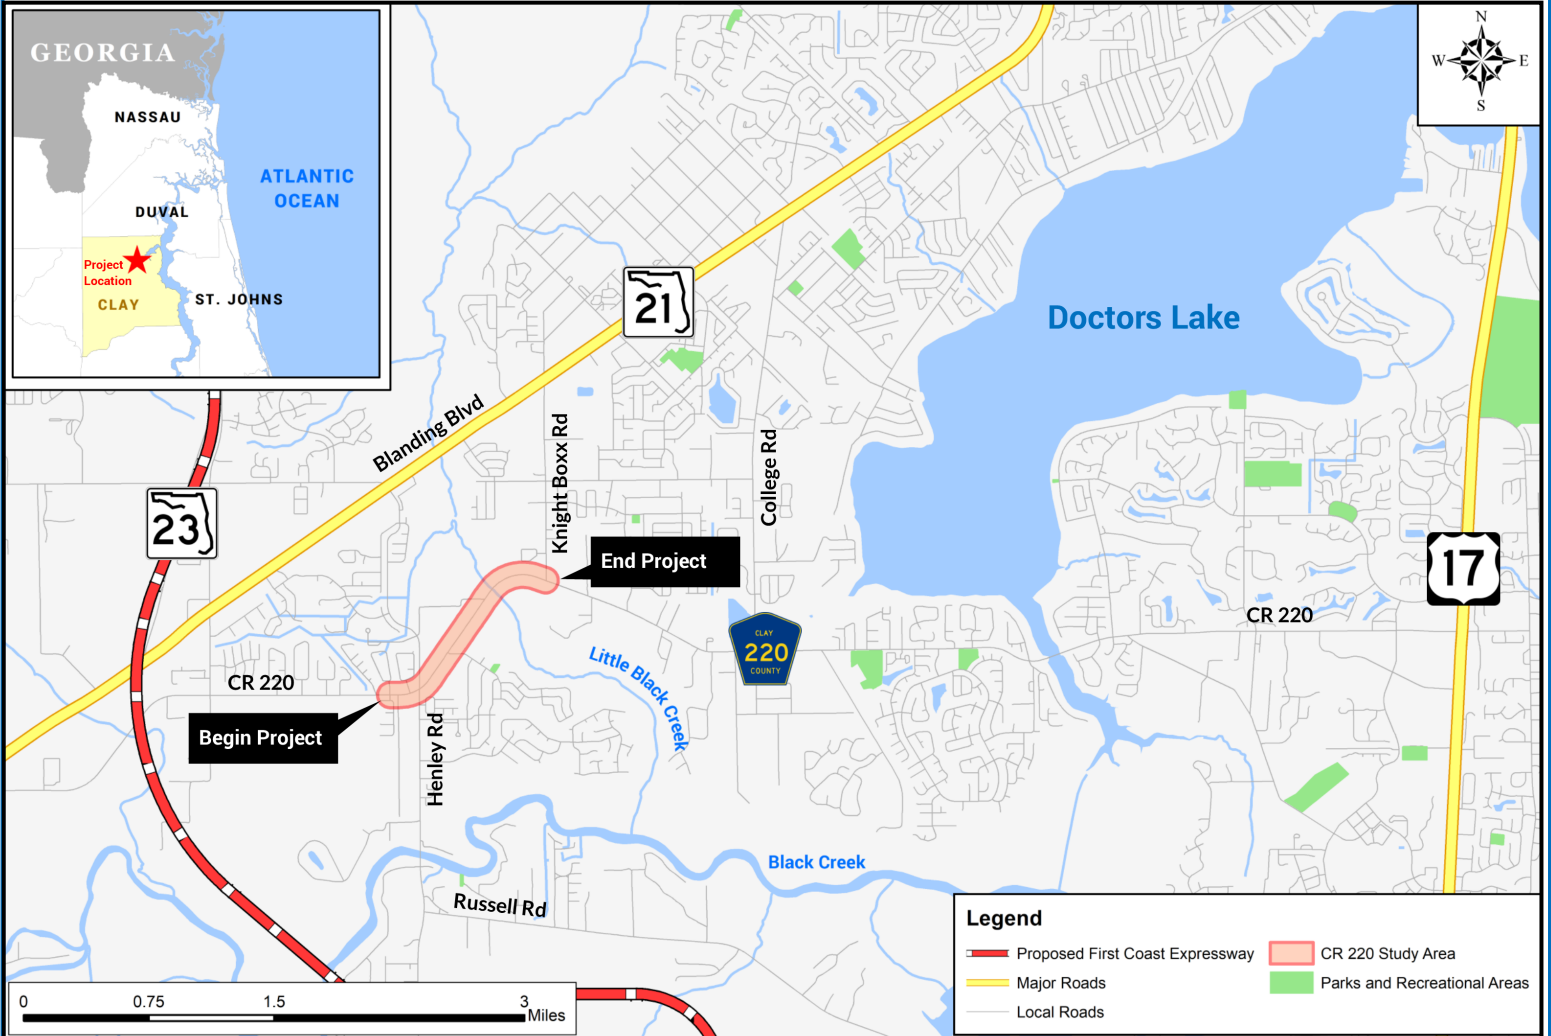 GEORGIA
NASSAU
ATLANTIC
OCEAN
DUVAL
Project
Location
CLAY
ST. JOHNS
N
W E
S
21
Doctors Lake
Blanding Blvd
Knight Boxx Rd
College Rd
23
End Project
17
CR 220
CLAY
220
COUNTY
Little Black Creek
CR 220
Begin Project
Henley Rd
Black Creek
Russell Rd
Legend
Proposed First Coast Expressway
CR 220 Study Area
Major Roads
Parks and Recreational Areas
Local Roads
0 0.75 1.5 3
Miles